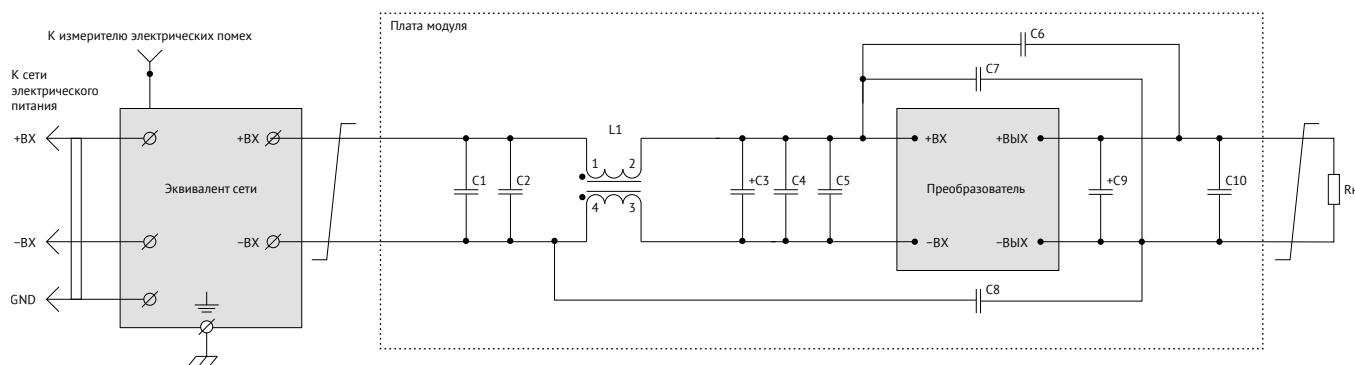 Плата модуля
К измерителю электрических помех
К сети
электрического
питания
C6
C7
+ВХ
+ВХ
L1
+ВХ
+ВЫХ
1
2
Эквивалент сети
C1
C2
+C3
C4
C5
Преобразователь
+C9
C10
4
3
−ВХ
−ВХ
−ВХ
−ВЫХ
C8
GND